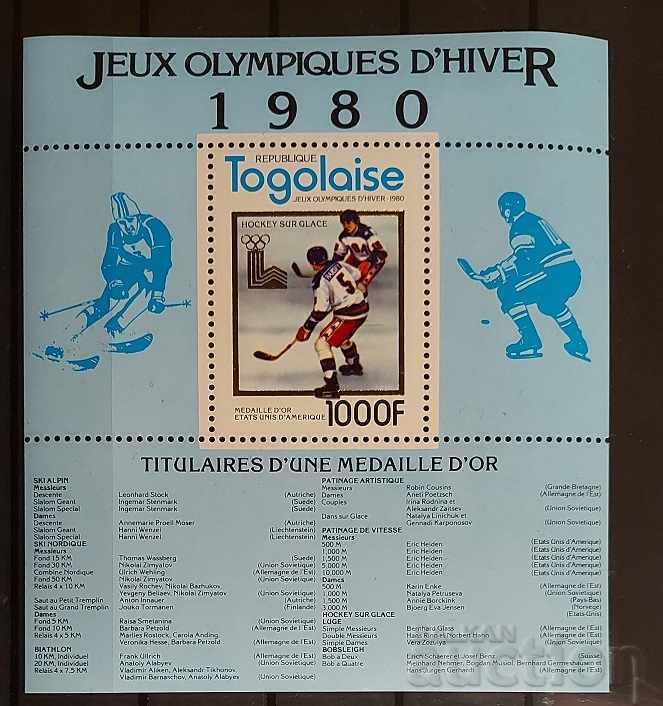 JEUX OLYMPIQUES D'HIVER
1980
REPUBLIQUE
Togolaise
JEUX OLYMPIQUES D'HIVER · 1980
HOCKEY SUR GLACE
5
MEDAILLE D'OR
ETATS UNIS D'AMERIQUE
1000F
TITULAIRES D'UNE MEDAILLE D'OR
SKI ALPIN
Messieurs
Descente Leonhard Stock (Autriche)
Slalom Geant Ingemar Stenmark (Suede)
Slalom Special Ingemar Stenmark (Suede)
Dames
Descente Annemarie Proell Moser (Autriche)
Slalom Geant Hanni Wenzel (Liechtenstein)
Slalom Special Hanni Wenzel (Liechtenstein)
SKI NORDIQUE
Messieurs
Fond 15 KM Thomas Wassberg (Suede)
Fond 30 KM Nikolai Zimyatov (Union Sovietique)
Combine Nordique Ulrich Wehling (Allemagne de l'Est)
Fond 50 KM Nikolai Zimyatov (Union Sovietique)
Relais 4 x 10 KM Vasily Rochev, Nikolai Bazhukov
Yevgeny Beliaev, Nikolai Zimyatov (Union Sovietique)
Saut au Petit Tremplin Anton Innauer (Autriche)
Saut au Grand Tremplin Jouko Tormanen (Finlande)
Dames
Fond 5 KM Raisa Smetanina (Union Sovietique)
Fond 10 KM Barbara Petzold (Allemagne de l'Est)
Relais 4 x 5 KM Marlies Rostock, Carola Anding,
Veronika Hesse, Barbara Petzold (Allemagne de l'Est)
BIATHLON
10 KM, Individuel Frank Ullrich (Allemagne de l'Est)
20 KM, Individuel Anatoly Alabyev (Union Sovietique)
Relais 4 x 7,5 KM Vladimir Aliken, Aleksandr Tikhonov
Vladimir Barnaschov, Anatoly Alabyev (Union Sovietique)
PATINAGE ARTISTIQUE
Messieurs Robin Cousins (Grande-Bretagne)
Dames Anett Poetzsch (Allemagne de l'Est)
Couples Irina Rodnina et
Aleksandr Zaitsev (Union Sovietique)
Dans sur Glace Natalya Linichuk et
Gennadi Karponosov (Union Sovietique)
PATINAGE DE VITESSE
Messieurs
500 M Eric Heiden (Etats Unis d'Amerique)
1,000 M Eric Heiden (Etats Unis d'Amerique)
1,500 M Eric Heiden (Etats Unis d'Amerique)
5,000 M Eric Heiden (Etats Unis d'Amerique)
10,000 M Eric Heiden (Etats Unis d'Amerique)
Dames
500 M Karin Enke (Allemagne de l'Est)
1,000 M Natalya Petruseva (Union Sovietique)
1,500 M Annie Borckink (Pays-Bas)
3,000 M Bjoerg Eva Jensen (Norvege)
HOCKEY SUR GLACE (Etats-Unis)
LUGE
Simple Messieurs Bernhard Glass (Allemagne de l'Est)
Double Messieurs Hans Rinn et Norbert Hahn (Allemagne de l'Est)
Simple Dames Vera Zozulya (Union Sovietique)
BOBSLEIGH
Bob a Deux Erich Schaerer et Josef Benz (Suisse)
Bob a Quatre Meinhard Nehmer, Bogdan Musiol, Bernhard Germeshausen et
Hans Jurgen Gerhardt (Allemagne de l'Est)